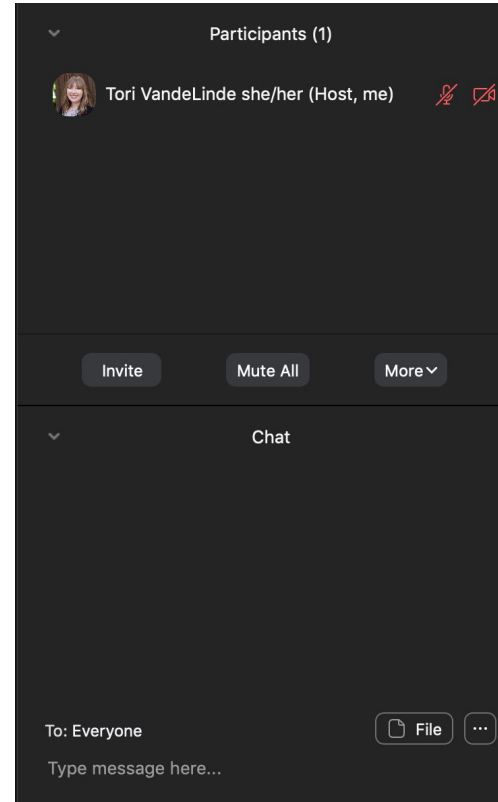 Participants (1)
Tori VandeLinde she/her (Host, me)
Invite Mute All More
Chat
To: Everyone File ...
Type message here...